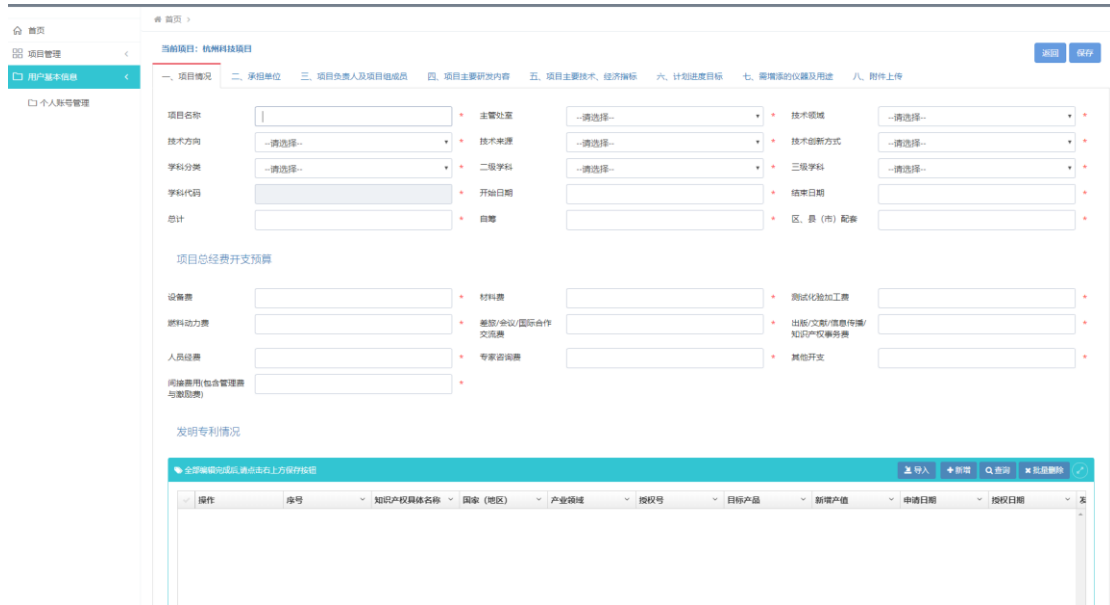 首页 >
首页
项目管理 <
用户基本信息 <
个人账号管理
当前项目：杭州科技项目
返回 保存
一、项目情况 二、承担单位 三、项目负责人及项目组成员 四、项目主要研发内容 五、项目主要技术、经济指标 六、计划进度目标 七、需增添的仪器及用途 八、附件上传
项目名称 * 主管处室 --请选择-- * 技术领域 --请选择-- *
技术方向 --请选择-- * 技术来源 --请选择-- * 技术创新方式 --请选择-- *
学科分类 --请选择-- * 二级学科 --请选择-- * 三级学科 --请选择-- *
学科代码 * 开始日期 * 结束日期 *
总计 * 自筹 * 区、县（市）配套 *
项目总经费开支预算
设备费 * 材料费 * 测试化验加工费 *
燃料动力费 * 差旅/会议/国际合作 * 出版/文献/信息传播/ *
交流费 知识产权事务费
人员经费 * 专家咨询费 * 其他开支 *
间接费用(包含管理费 *
与激励费)
发明专利情况
全部编辑完成后,请点击右上方保存按钮 导入 新增 查询 批量删除
操作 序号 知识产权具体名称 国家（地区） 产业领域 授权号 目标产品 新增产值 申请日期 授权日期